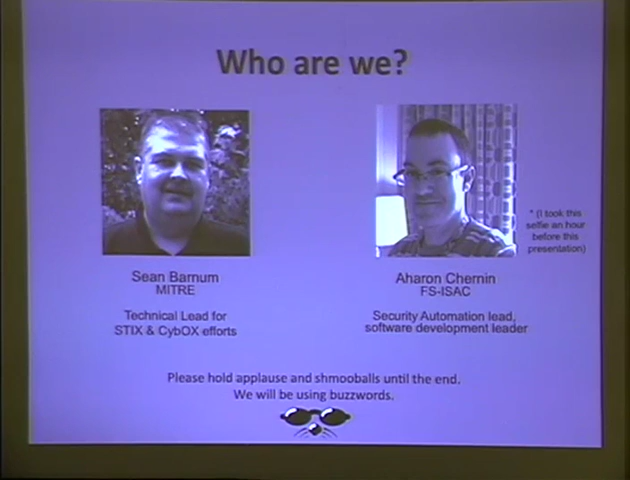 Who are we?
Sean Barnum
MITRE
Technical Lead for
STIX & CybOX efforts
Aharon Chernin
FS-ISAC
Security Automation lead,
software development leader
* (I took this
selfie an hour
before this
presentation)
Please hold applause and shmooballs until the end.
We will be using buzzwords.